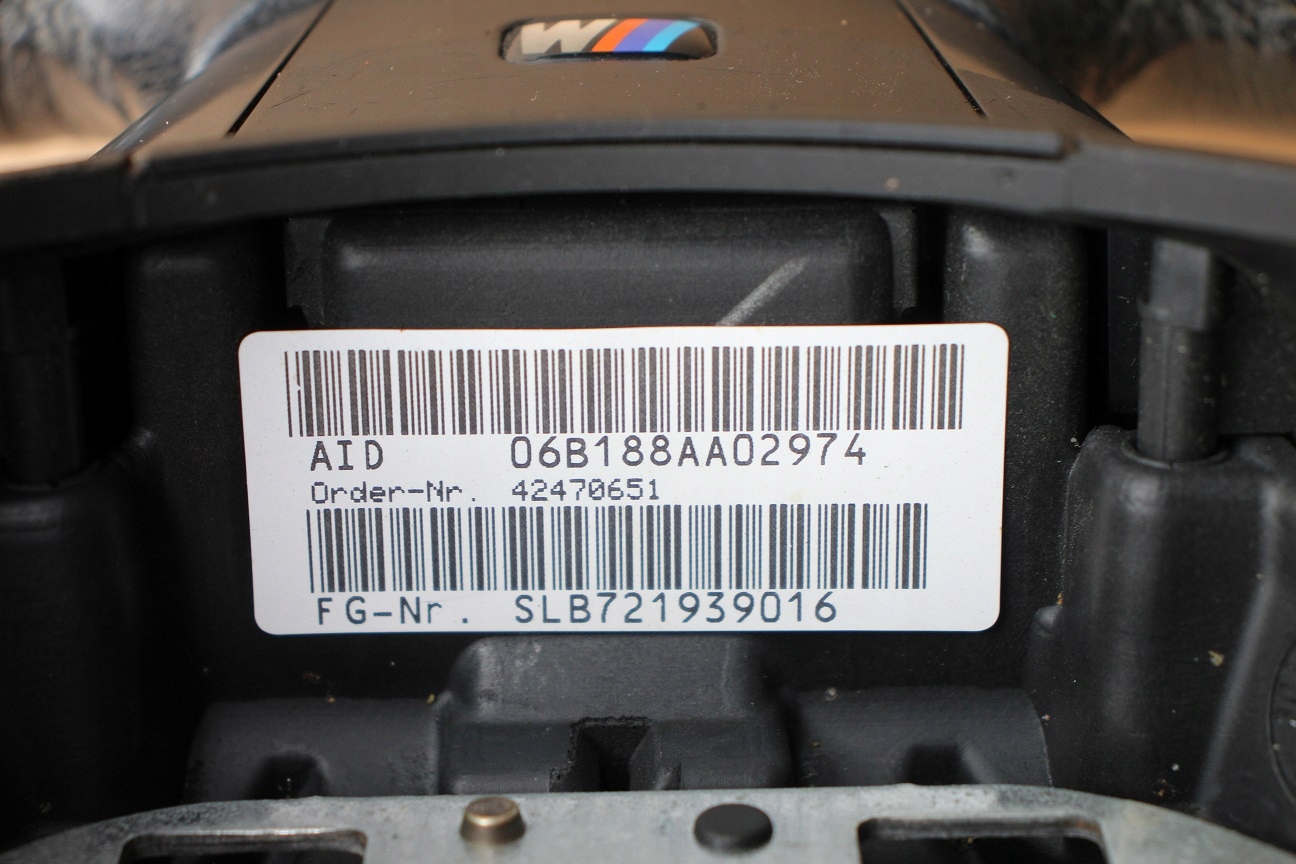 M
AID 06B188AA02974
Order-Nr. 42470651
FG-Nr. SLB721939016